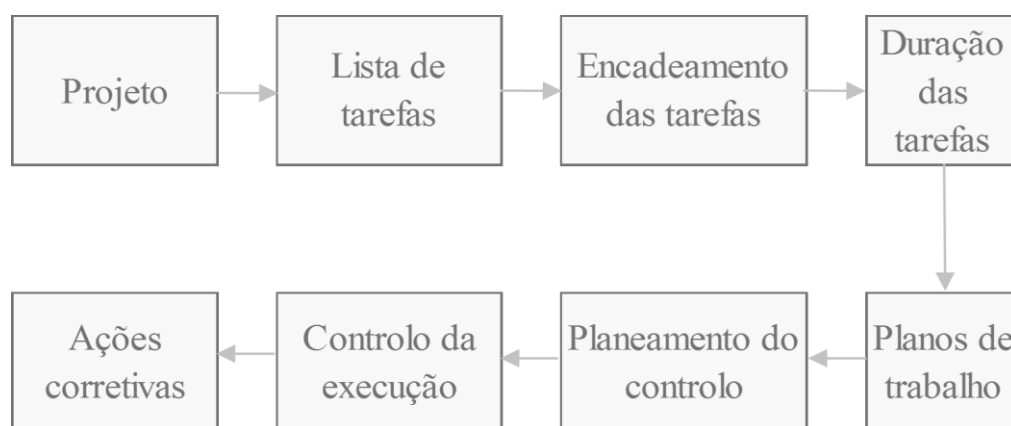 Projeto
Lista de
tarefas
Encadeamento
das tarefas
Duração
das
tarefas
Ações
corretivas
Controlo da
execução
Planeamento do
controlo
Planos de
trabalho